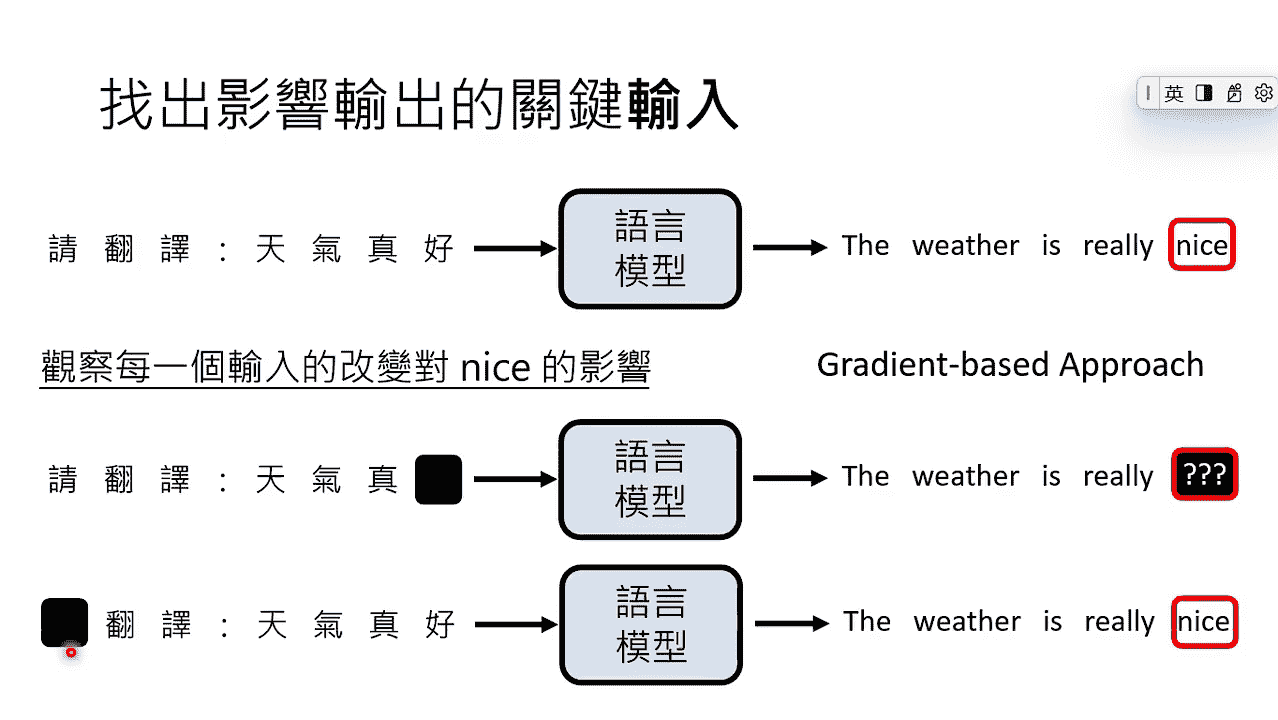 找出影響輸出的關鍵輸入
英
請 翻 譯 : 天 氣 真 好
語言
模型
The weather is really nice
觀察每一個輸入的改變對 nice 的影響
Gradient-based Approach
請 翻 譯 : 天 氣 真
語言
模型
The weather is really ???
翻 譯 : 天 氣 真 好
語言
模型
The weather is really nice